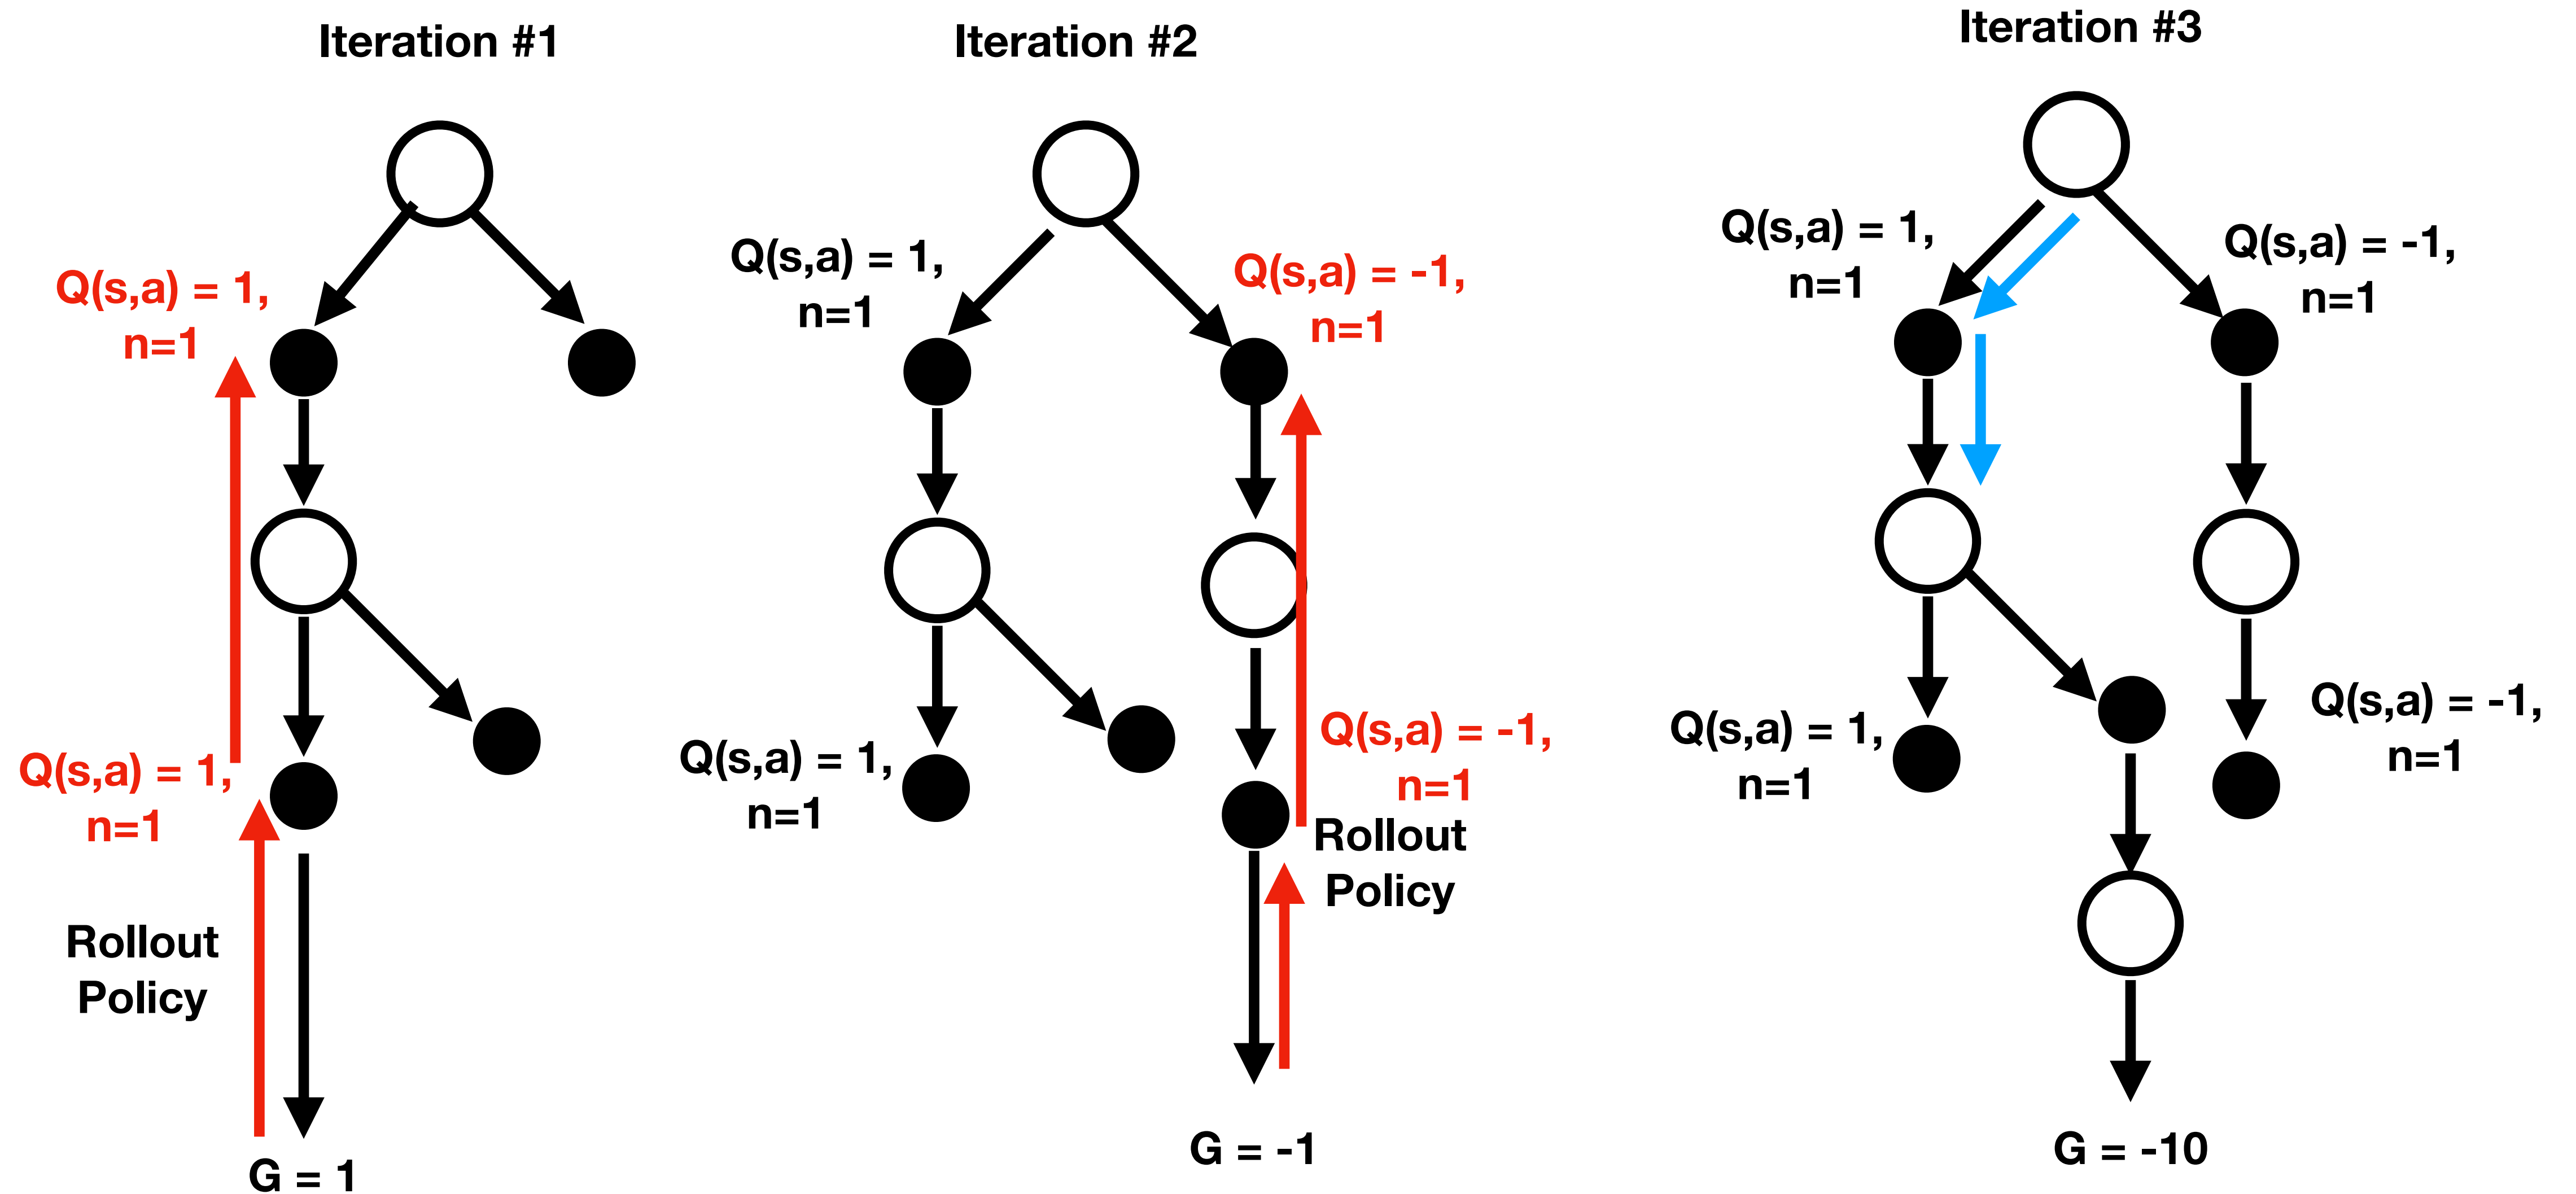 Iteration #1
Q(s,a) = 1,
n=1
Q(s,a) = 1,
n=1
Rollout
Policy
G = 1
Iteration #2
Q(s,a) = 1,
n=1
Q(s,a) = -1,
n=1
Q(s,a) = 1,
n=1
Q(s,a) = -1,
n=1
Rollout
Policy
G = -1
Iteration #3
Q(s,a) = 1,
n=1
Q(s,a) = -1,
n=1
Q(s,a) = 1,
n=1
Q(s,a) = -1,
n=1
G = -10